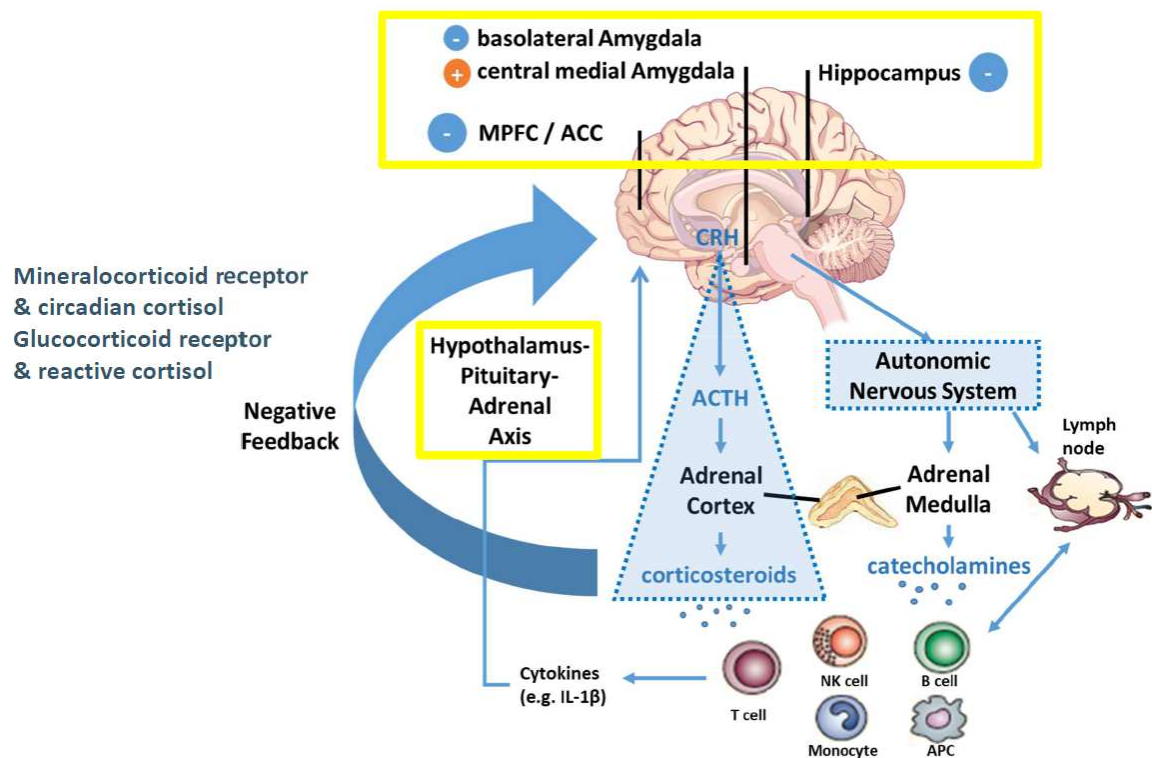 - basolateral Amygdala
+ central medial Amygdala
Hippocampus -
- MPFC / ACC
CRH
Mineralocorticoid receptor
& circadian cortisol
Glucocorticoid receptor
& reactive cortisol
Negative
Feedback
Hypothalamus-
Pituitary-
Adrenal
Axis
ACTH
Adrenal
Cortex
corticosteroids
Autonomic
Nervous System
Adrenal
Medulla
catecholamines
Lymph
node
Cytokines
(e.g. IL-1β)
T cell
NK cell
B cell
Monocyte
APC